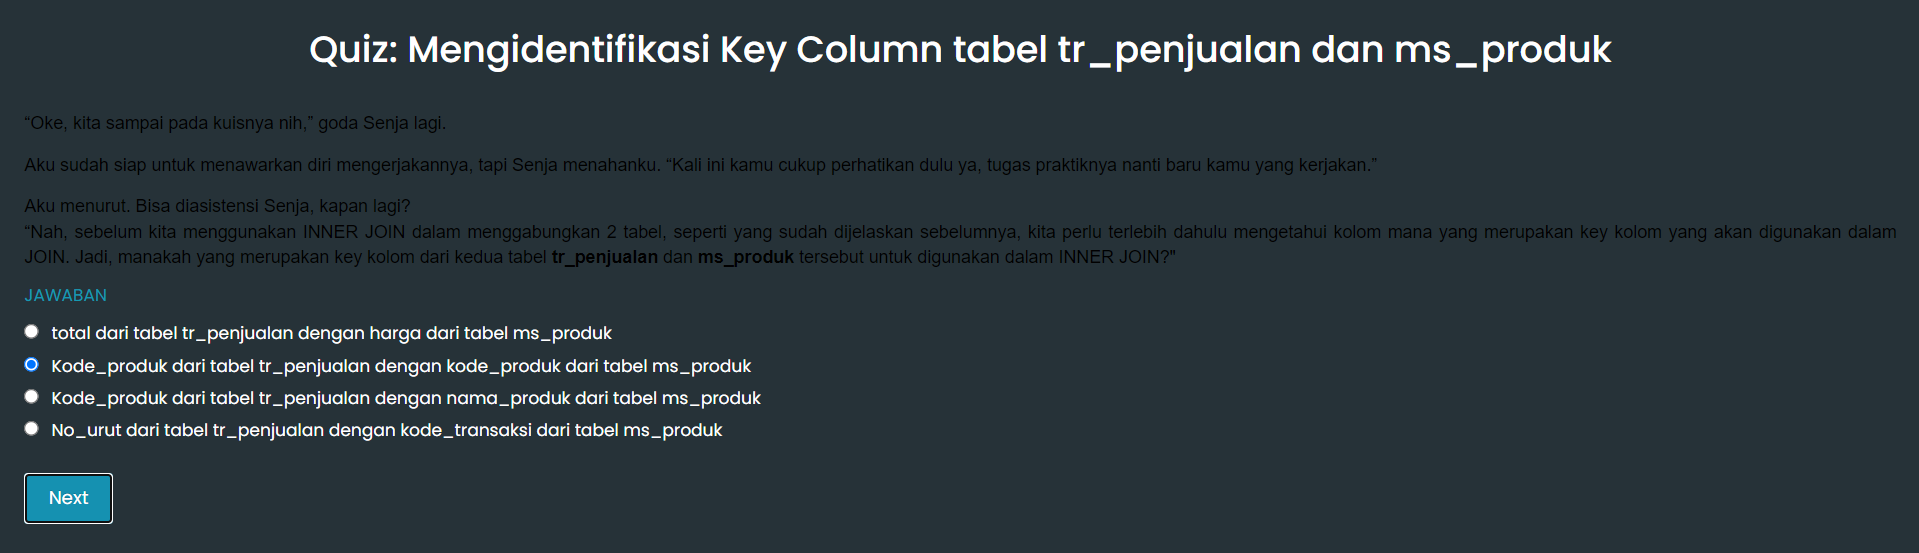 Quiz: Mengidentifikasi Key Column tabel tr_penjualan dan ms_produk
“Oke, kita sampai pada kuisnya nih,” goda Senja lagi.
Aku sudah siap untuk menawarkan diri mengerjakannya, tapi Senja menahanku. “Kali ini kamu cukup perhatikan dulu ya, tugas praktiknya nanti baru kamu yang kerjakan.”
Aku menurut. Bisa diasistensi Senja, kapan lagi?
“Nah, sebelum kita menggunakan INNER JOIN dalam menggabungkan 2 tabel, seperti yang sudah dijelaskan sebelumnya, kita perlu terlebih dahulu mengetahui kolom mana yang merupakan key kolom yang akan digunakan dalam
JOIN. Jadi, manakah yang merupakan key kolom dari kedua tabel tr_penjualan dan ms_produk tersebut untuk digunakan dalam INNER JOIN?"
JAWABAN
total dari tabel tr_penjualan dengan harga dari tabel ms_produk
Kode_produk dari tabel tr_penjualan dengan kode_produk dari tabel ms_produk
Kode_produk dari tabel tr_penjualan dengan nama_produk dari tabel ms_produk
No_urut dari tabel tr_penjualan dengan kode_transaksi dari tabel ms_produk
Next